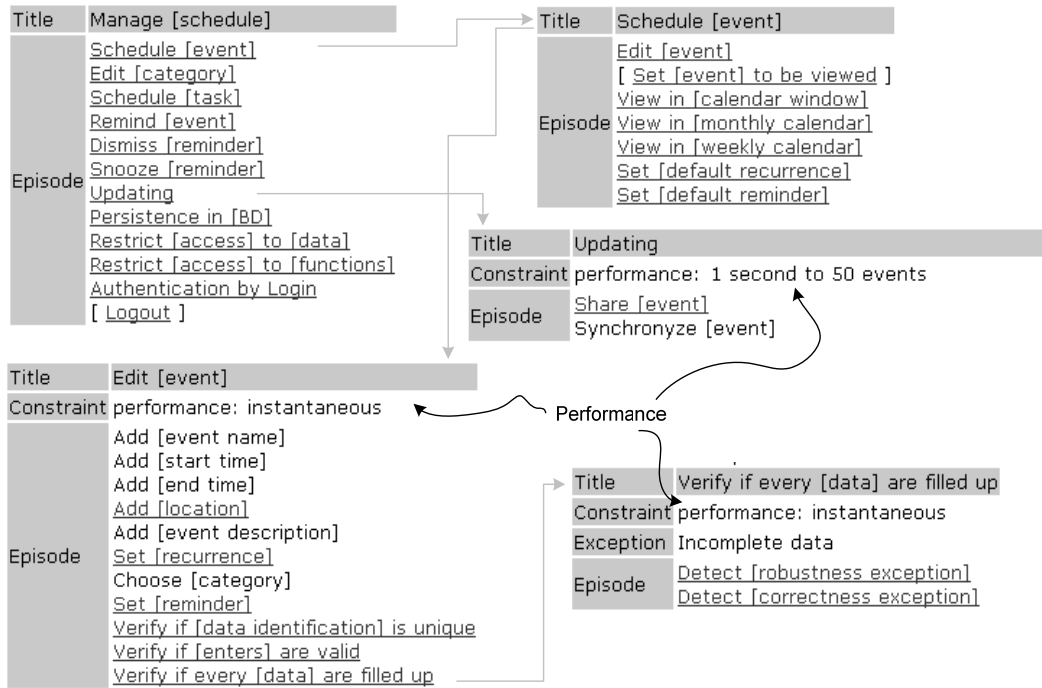 Title Manage [schedule]
Episode
Schedule [event]
Edit [category]
Schedule [task]
Remind [event]
Dismiss [reminder]
Snooze [reminder]
Updating
Persistence in [BD]
Restrict [access] to [data]
Restrict [access] to [functions]
Authentication by Login
[ Logout ]
Title Schedule [event]
Episode
Edit [event]
[ Set [event] to be viewed ]
View in [calendar window]
View in [monthly calendar]
View in [weekly calendar]
Set [default recurrence]
Set [default reminder]
Title Updating
Constraint performance: 1 second to 50 events
Episode
Share [event]
Synchronyze [event]
Title Edit [event]
Constraint performance: instantaneous
Episode
Add [event name]
Add [start time]
Add [end time]
Add [location]
Add [event description]
Set [recurrence]
Choose [category]
Set [reminder]
Verify if [data identification] is unique
Verify if [enters] are valid
Verify if every [data] are filled up
Performance
Title Verify if every [data] are filled up
Constraint performance: instantaneous
Exception Incomplete data
Episode
Detect [robustness exception]
Detect [correctness exception]